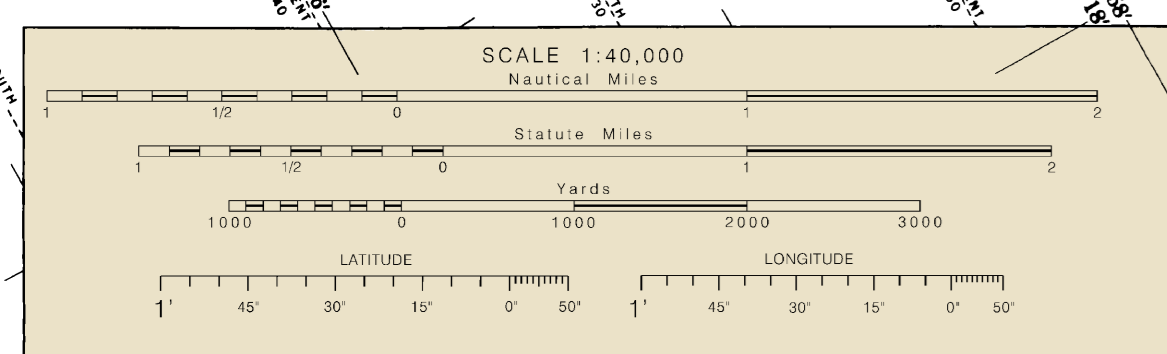 SCALE 1:40,000
Nautical Miles
1 1/2 0 1 2
Statute Miles
1 1/2 0 1 2
Yards
1000 0 1000 2000 3000
LATITUDE LONGITUDE
1' 45" 30" 15" 0" 50" 1' 45" 30" 15" 0" 50"
18'